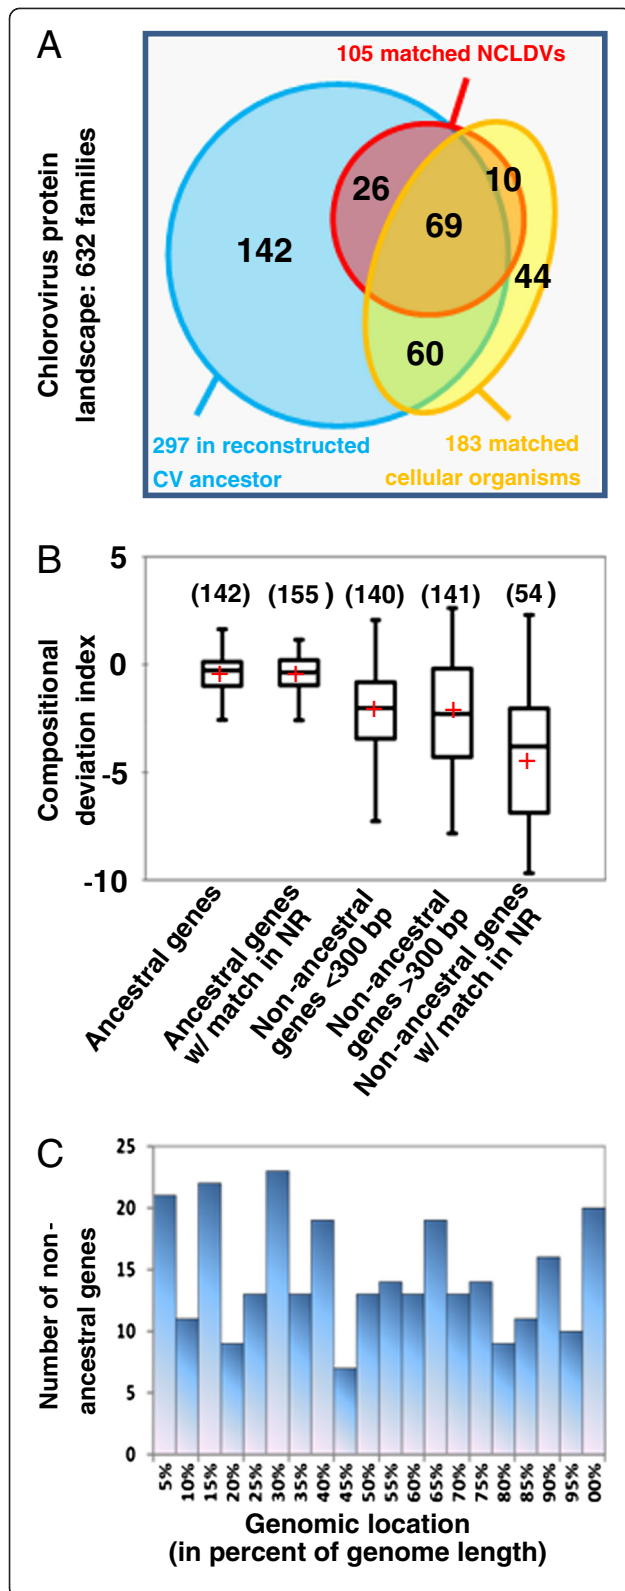 A
105 matched NCLDVs
Chlorovirus protein
landscape: 632 families
26
10
142
69
44
60
297 in reconstructed
CV ancestor
183 matched
cellular organisms
B
Compositional
deviation index
5
0
-5
-10
(142)
(155 )
(140)
(141)
(54 )
Ancestral genes
Ancestral genes
w/ match in NR
Non-ancestral
genes <300 bp
Non-ancestral
genes >300 bp
Non-ancestral genes
w/ match in NR
C
Number of non-
ancestral genes
25
20
15
10
5
0
5%
10%
15%
20%
25%
30%
35%
40%
45%
50%
55%
60%
65%
70%
75%
80%
85%
90%
95%
00%
Genomic location
(in percent of genome length)